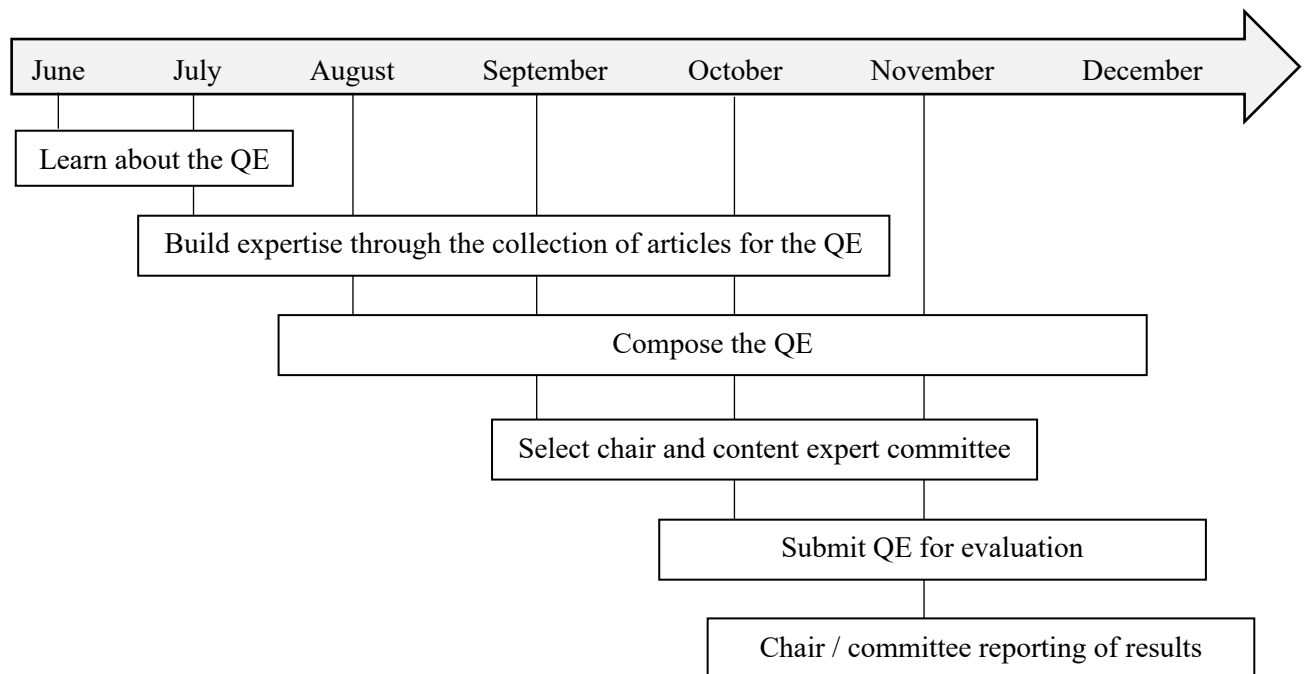 June July August September October November December
Learn about the QE
Build expertise through the collection of articles for the QE
Compose the QE
Select chair and content expert committee
Submit QE for evaluation
Chair / committee reporting of results